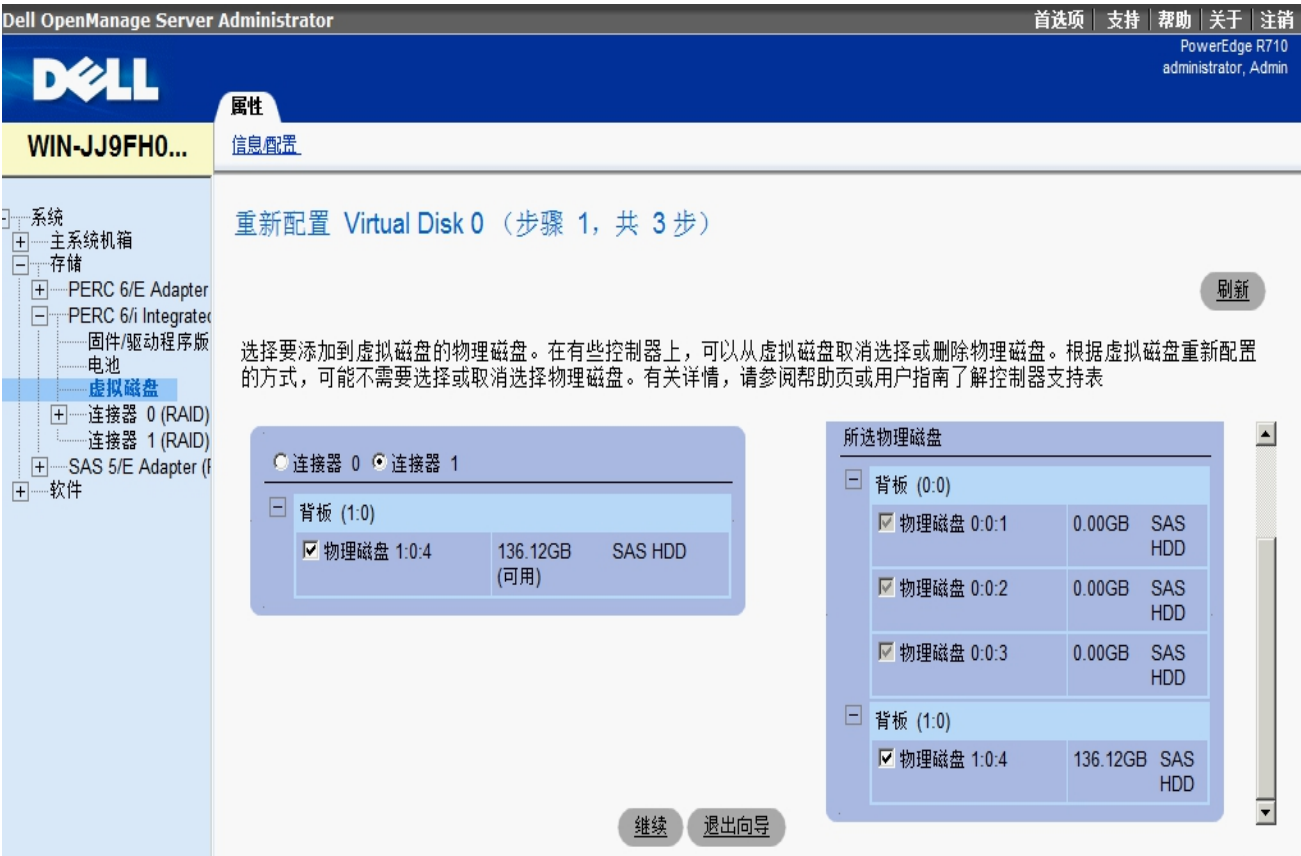 Dell OpenManage Server Administrator
首选项 支持 帮助 关于 注销
PowerEdge R710
administrator, Admin
DELL
属性
WIN-JJ9FH0...
信息/配置
系统
主系统机箱
存储
PERC 6/E Adapter
PERC 6/i Integrated
固件/驱动程序版
电池
虚拟磁盘
连接器 0 (RAID)
连接器 1 (RAID)
SAS 5/E Adapter (
软件
重新配置 Virtual Disk 0 （步骤 1, 共 3 步）
刷新
选择要添加到虚拟磁盘的物理磁盘。在有些控制器上，可以从虚拟磁盘取消选择或删除物理磁盘。根据虚拟磁盘重新配置
的方式，可能不需要选择或取消选择物理磁盘。有关详情，请参阅帮助页或用户指南了解控制器支持表
连接器 0 连接器 1
背板 (1:0)
物理磁盘 1:0:4 136.12GB SAS HDD
(可用)
所选物理磁盘
背板 (0:0)
物理磁盘 0:0:1 0.00GB SAS
HDD
物理磁盘 0:0:2 0.00GB SAS
HDD
物理磁盘 0:0:3 0.00GB SAS
HDD
背板 (1:0)
物理磁盘 1:0:4 136.12GB SAS
HDD
继续 退出向导